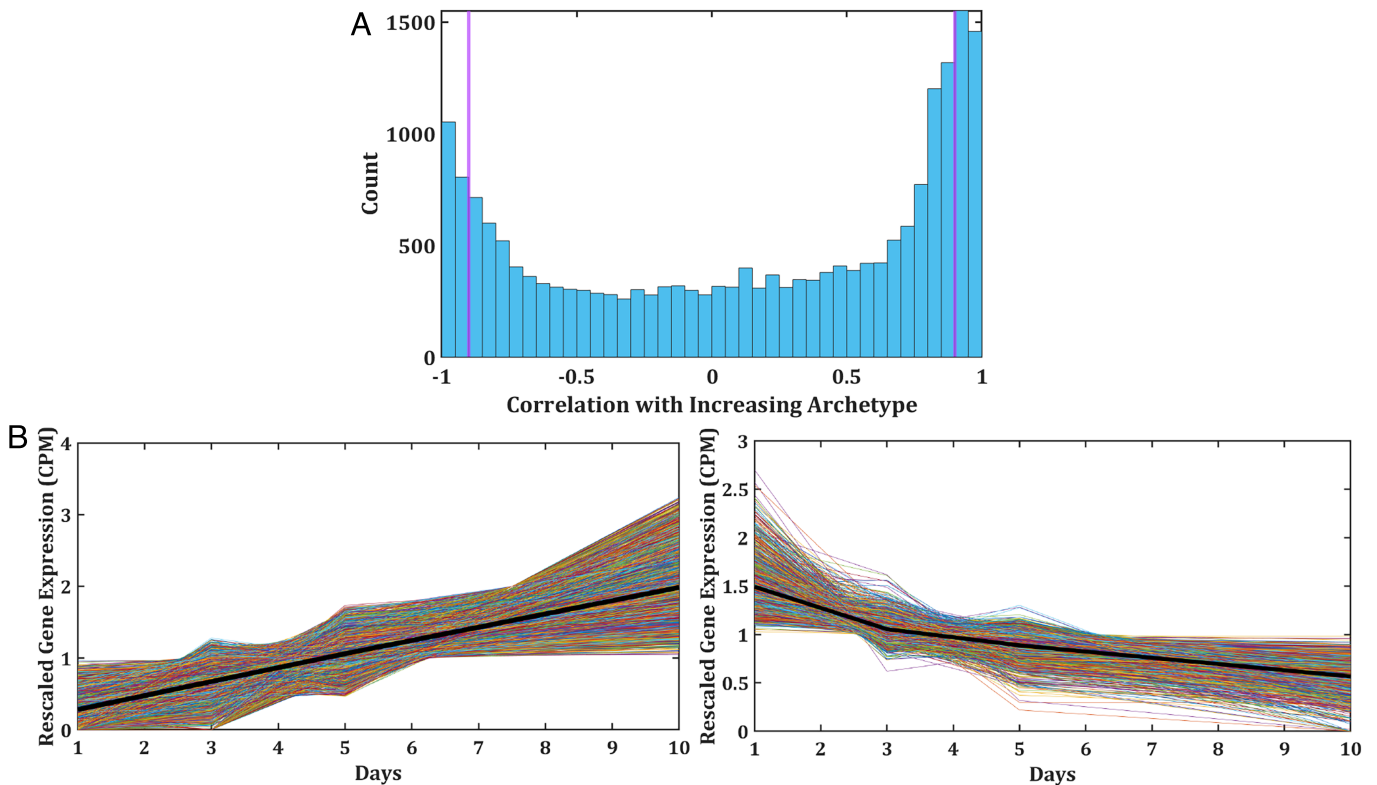 A
1500
1000
500
0
Count
-1 -0.5 0 0.5 1
Correlation with Increasing Archetype
B
4
3
2
1
0
Rescaled Gene Expression (CPM)
1 2 3 4 5 6 7 8 9 10
Days
3
2.5
2
1.5
1
0.5
0
Rescaled Gene Expression (CPM)
1 2 3 4 5 6 7 8 9 10
Days